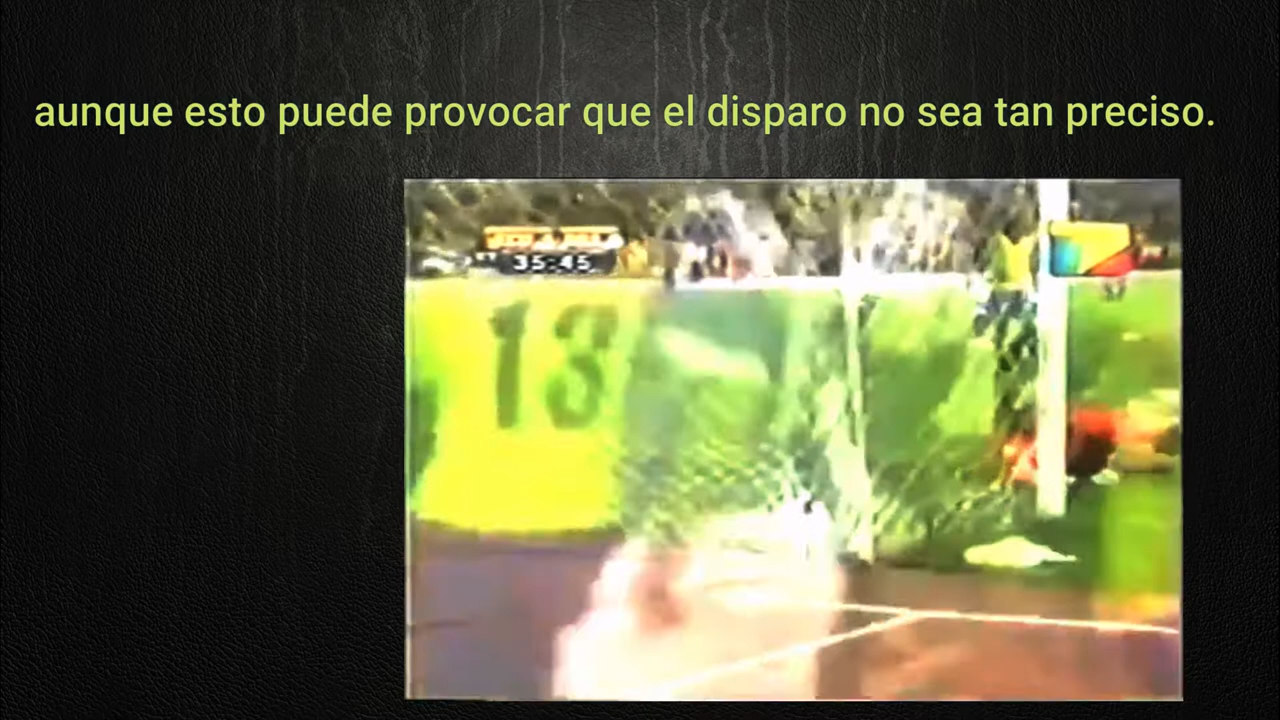 aunque esto puede provocar que el disparo no sea tan preciso.
35:45
13